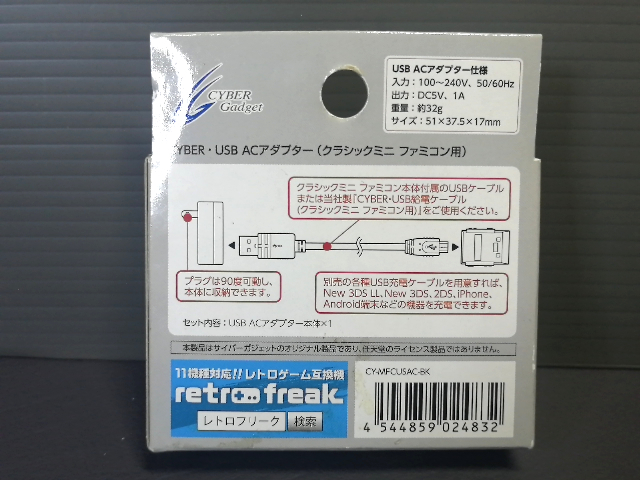 CYBER
Gadget
USB ACアダプター仕様
入力：100～240V、50/60Hz
出力：DC5V、1A
重量：約32g
サイズ：51×37.5×17mm
CYBER・USB ACアダプター（クラシックミニ ファミコン用）
クラシックミニ ファミコン本体付属のUSBケーブル
または当社製『CYBER・USB給電ケーブル
（クラシックミニ ファミコン用）』をご使用ください。
プラグは90度可動し、
本体に収納できます。
別売の各種USB充電ケーブルを用意すれば、
New 3DS LL、New 3DS、2DS、iPhone、
Android端末などの機器を充電できます。
セット内容：USB ACアダプター本体×1
本製品はサイバーガジェットのオリジナル製品であり、任天堂のライセンス製品ではありません。
11機種対応!! レトロゲーム互換機
retro freak
レトロフリーク 検索
CY-MFCUSAC-BK
4 544859 024832